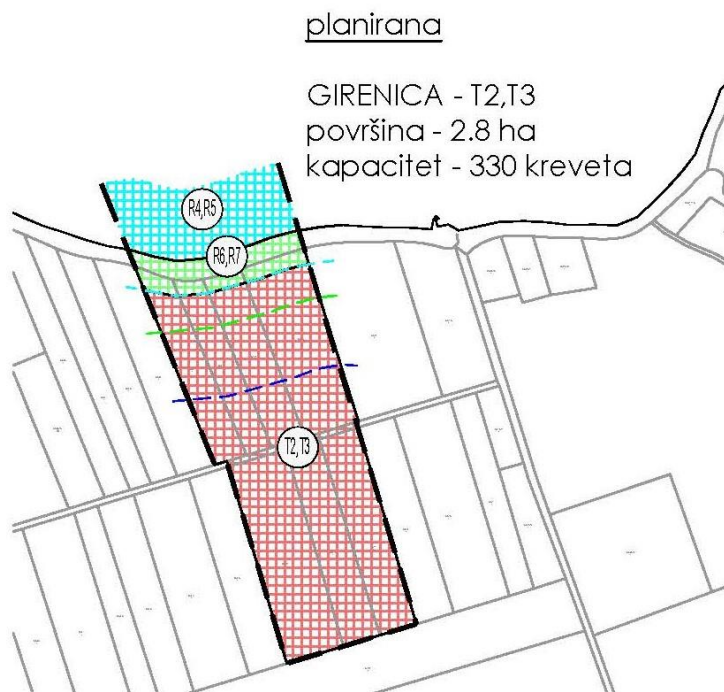 planirana
GIRENICA - T2,T3
površina - 2.8 ha
kapacitet - 330 kreveta
R4,R5
R6,R7
T2,T3